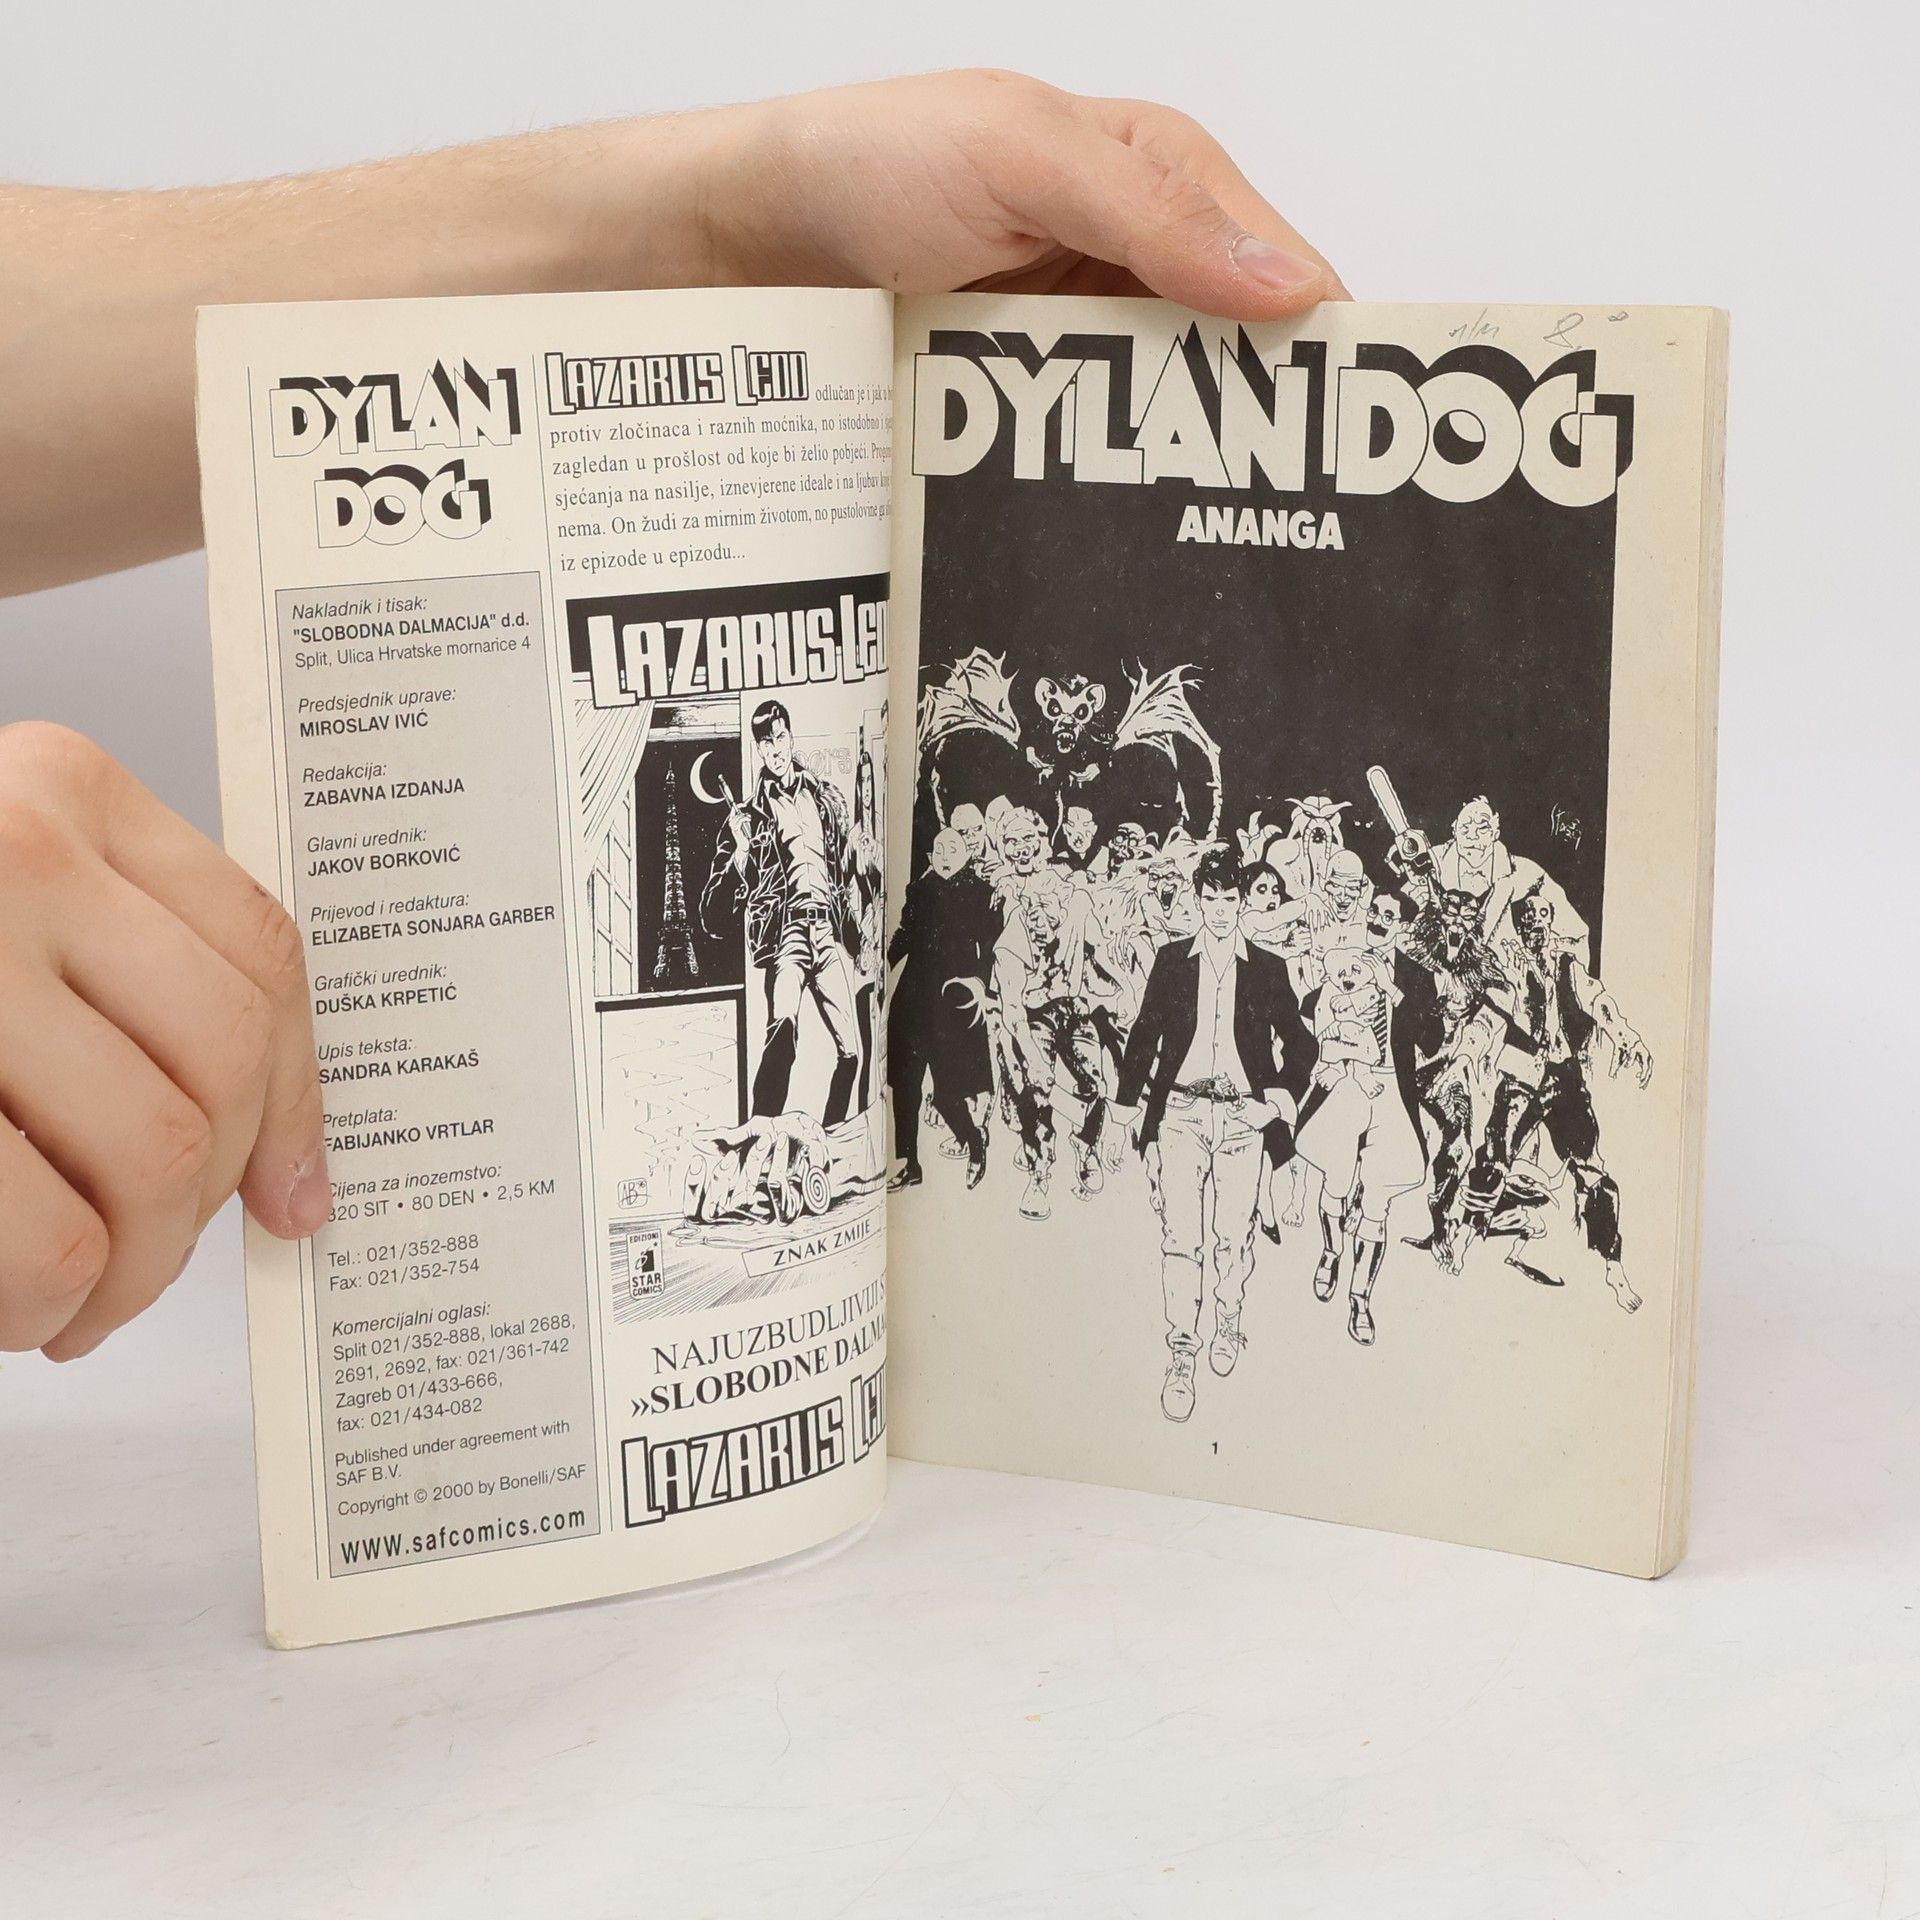 DYLAN
DOG
Nakladnik i tisak:
"SLOBODNA DALMACIJA" d.d.
Split, Ulica Hrvatske mornarice 4
Predsjednik uprave:
MIROSLAV IVIĆ
Redakcija:
ZABAVNA IZDANJA
Glavni urednik:
JAKOV BORKOVIĆ
Prijevod i redaktura:
ELIZABETA SONJARA GARBER
Grafički urednik:
DUŠKA KRPETIĆ
Upis teksta:
SANDRA KARAKAŠ
Pretplata:
FABIJANKO VRTLAR
Cijena za inozemstvo:
320 SIT • 80 DEN • 2,5 KM
Tel.: 021/352-888
Fax: 021/352-754
Komercijalni oglasi:
Split 021/352-888, lokal 2688,
2691, 2692, fax: 021/361-742
Zagreb 01/433-666,
fax: 021/434-082
Published under agreement with
SAF B.V.
Copyright © 2000 by Bonelli/SAF
www.safcomics.com
LAZARUS LEDD odlučan je i jak u
protiv zločinaca i raznih moćnika, no istodobno i
zagledan u prošlost od koje bi želio pobjeći.
sjećanja na nasilje, iznevjerene ideale i na ljubav
nema. On žudi za mirnim životom, no pustolovine ga
iz epizode u epizodu...
LAZARUS LED
EDIZIONI
STAR
COMICS
ZNAK ZMIJE
NAJUZBUDLJIVIJI
»SLOBODNE DALMA
LAZARUS LED
DYLAN DOG
ANANGA
1